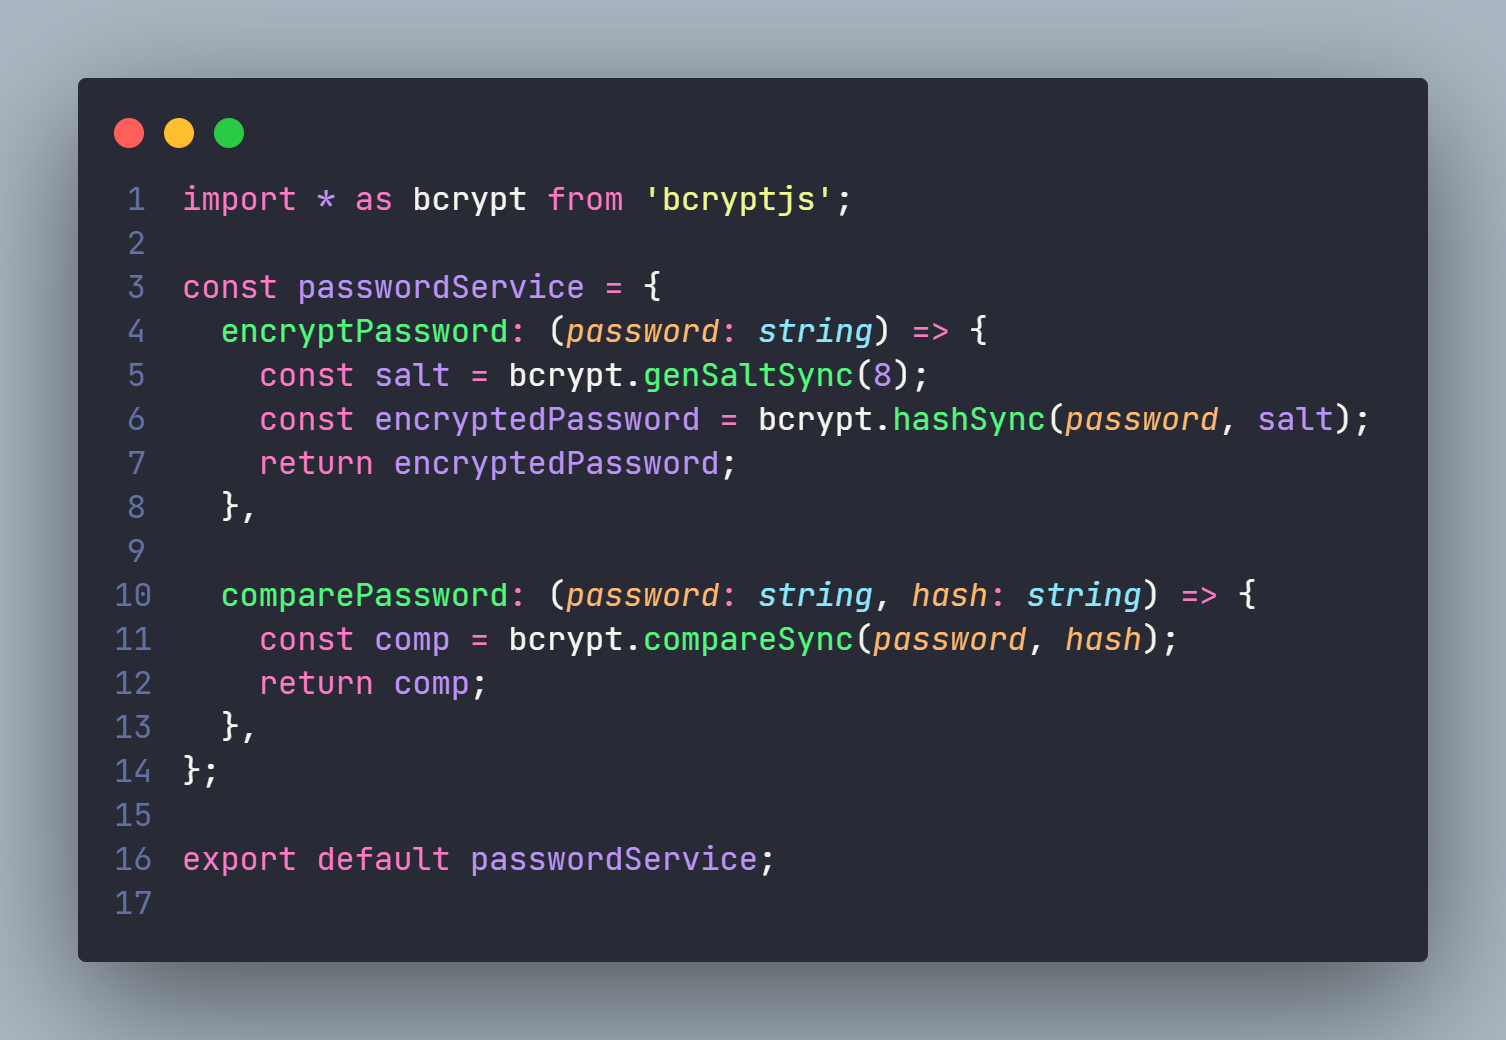 1 import * as bcrypt from 'bcryptjs';
2
3 const passwordService = {
4   encryptPassword: (password: string) => {
5     const salt = bcrypt.genSaltSync(8);
6     const encryptedPassword = bcrypt.hashSync(password, salt);
7     return encryptedPassword;
8   },
9
10   comparePassword: (password: string, hash: string) => {
11     const comp = bcrypt.compareSync(password, hash);
12     return comp;
13   },
14 };
15
16 export default passwordService;
17